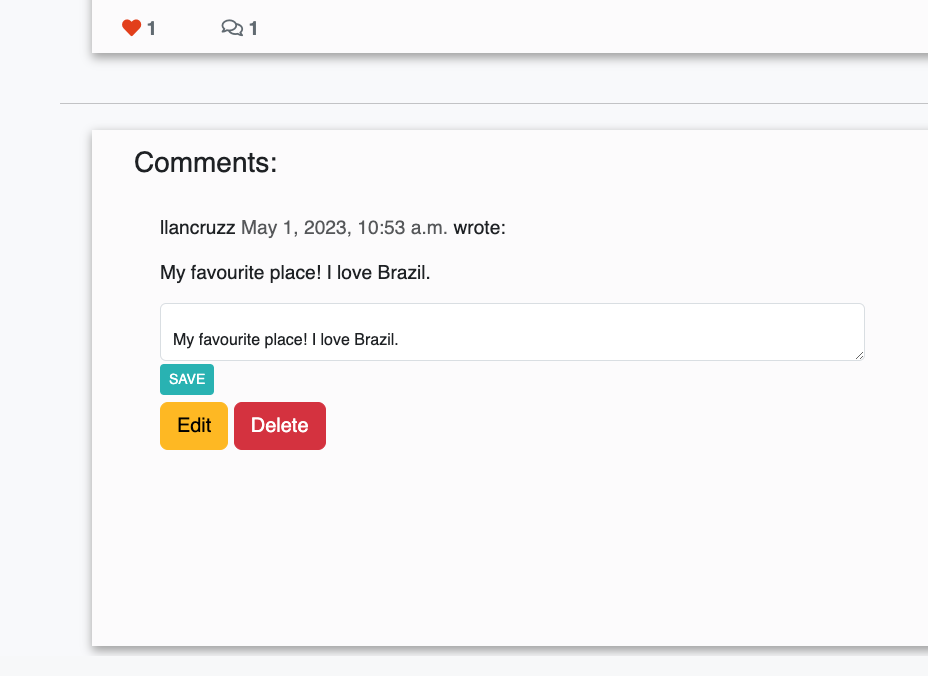 1 1
Comments:
llancruzz May 1, 2023, 10:53 a.m. wrote:
My favourite place! I love Brazil.
My favourite place! I love Brazil.
SAVE
Edit Delete